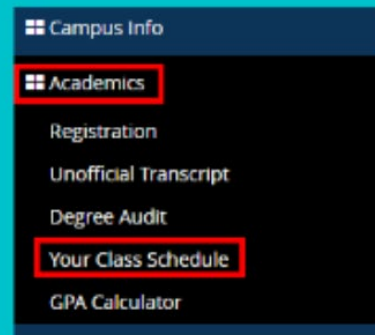 Campus Info
Academics
Registration
Unofficial Transcript
Degree Audit
Your Class Schedule
GPA Calculator